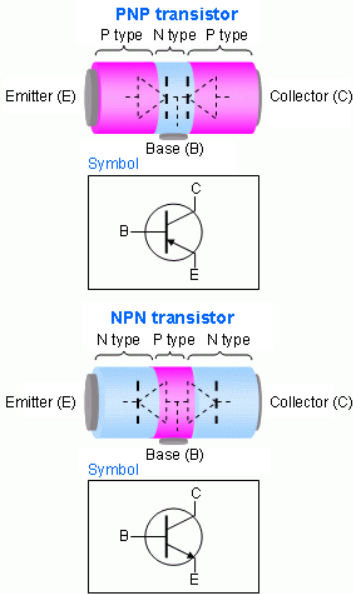 PNP transistor
P type N type P type
Emitter (E) Collector (C)
Base (B)
Symbol
C
B
E
NPN transistor
N type P type N type
Emitter (E) Collector (C)
Base (B)
Symbol
C
B
E